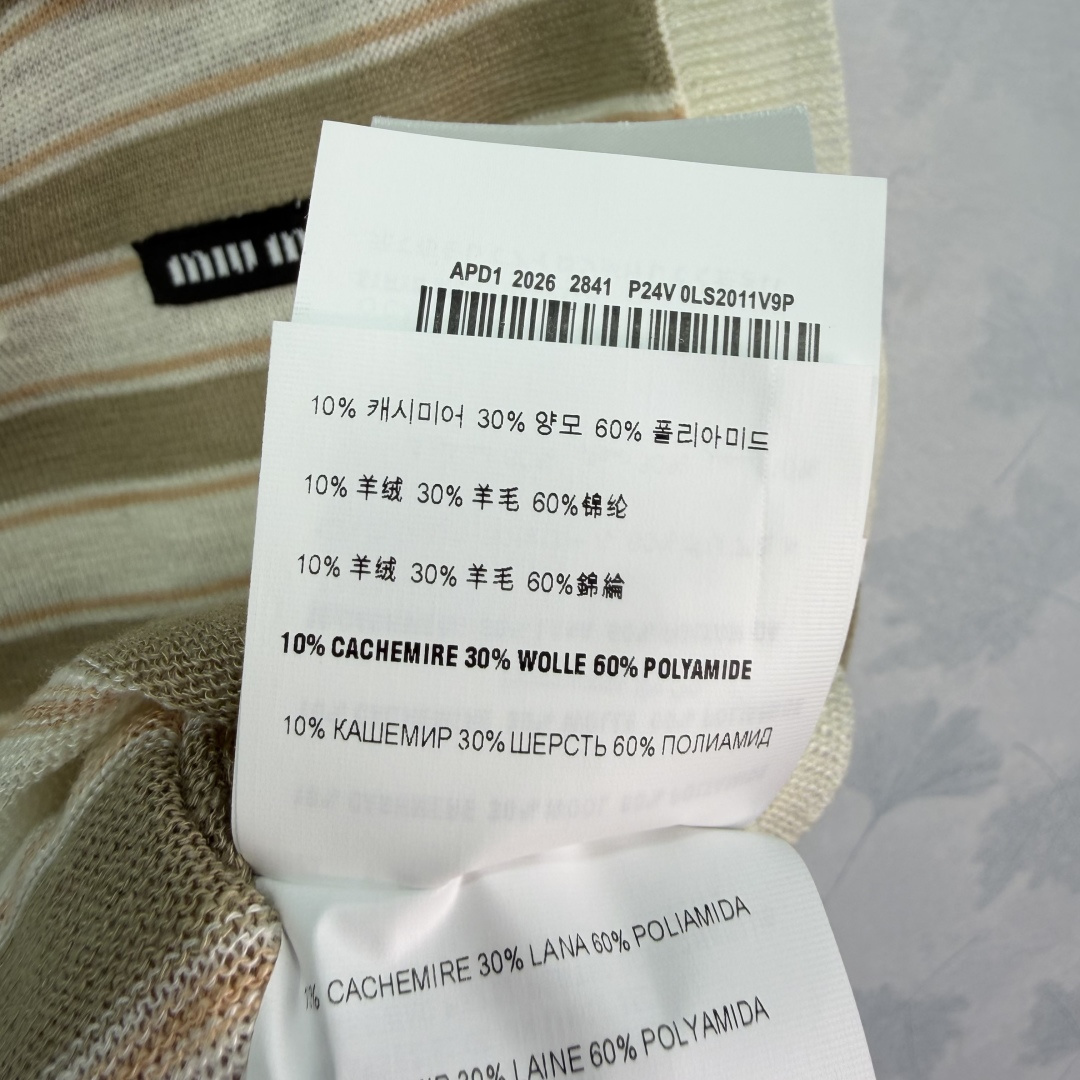 miu
APD1 2026 2841 P24V 0LS2011V9P
10% 캐시미어 30% 양모 60% 폴리아미드
10% 羊绒 30% 羊毛 60%锦纶
10% 羊绒 30% 羊毛 60%錦綸
10% CACHEMIRE 30% WOLLE 60% POLYAMIDE
10% КАШЕМИР 30% ШЕРСТЬ 60% ПОЛИАМИД
% CACHEMIRE 30% LANA 60% POLIAMIDA
30% LAINE 60% POLYAMIDA